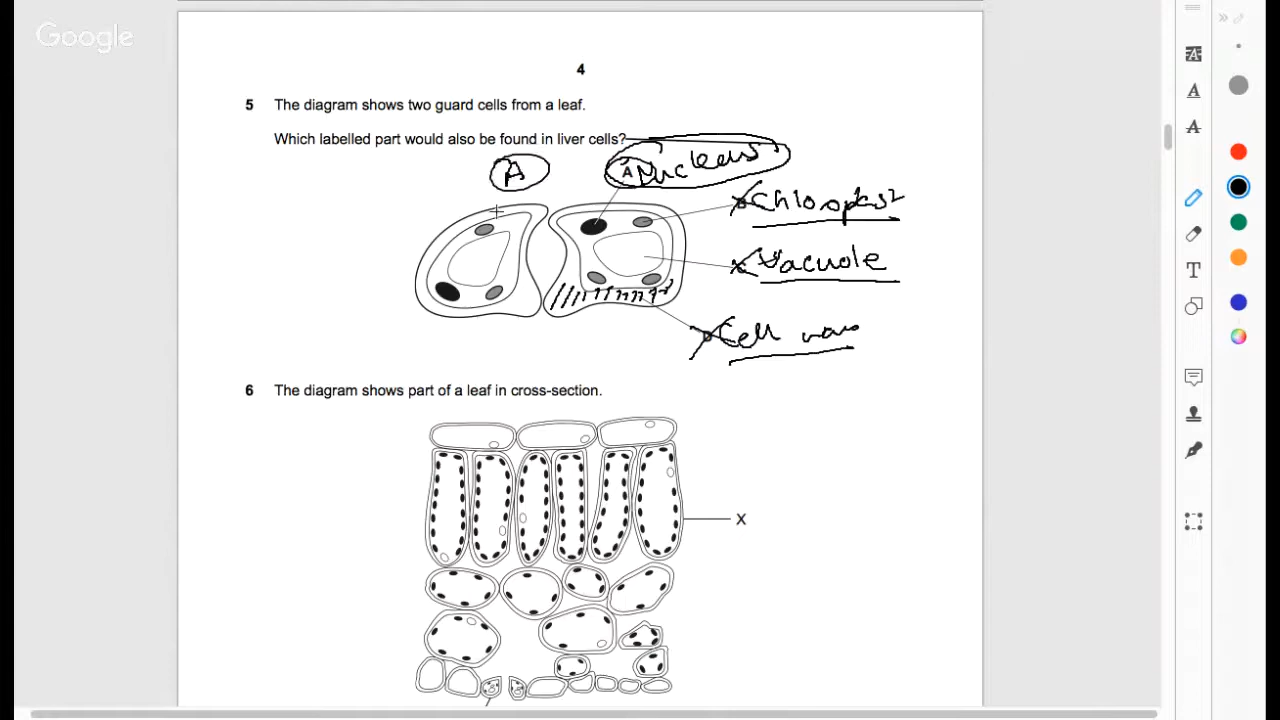 Google
4
5 The diagram shows two guard cells from a leaf.
Which labelled part would also be found in liver cells?
A
A Nucleus
Chloroplast
Vacuole
Cell
6 The diagram shows part of a leaf in cross-section.
X
A
A
A
T